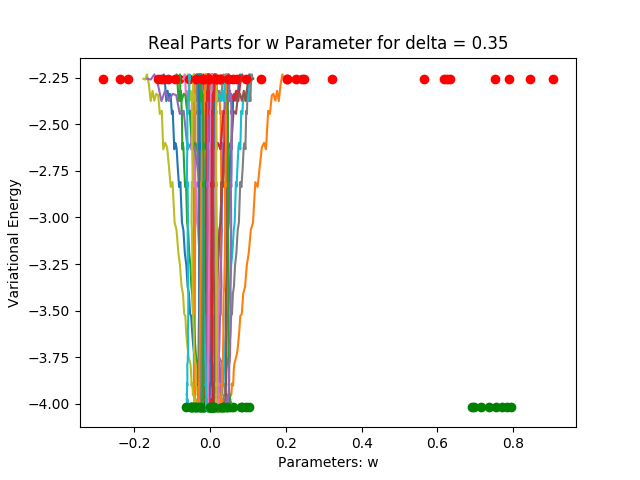 Real Parts for w Parameter for delta = 0.35
−2.25
−2.50
−2.75
−3.00
−3.25
−3.50
−3.75
−4.00
Variational Energy
−0.2 0.0 0.2 0.4 0.6 0.8
Parameters: w